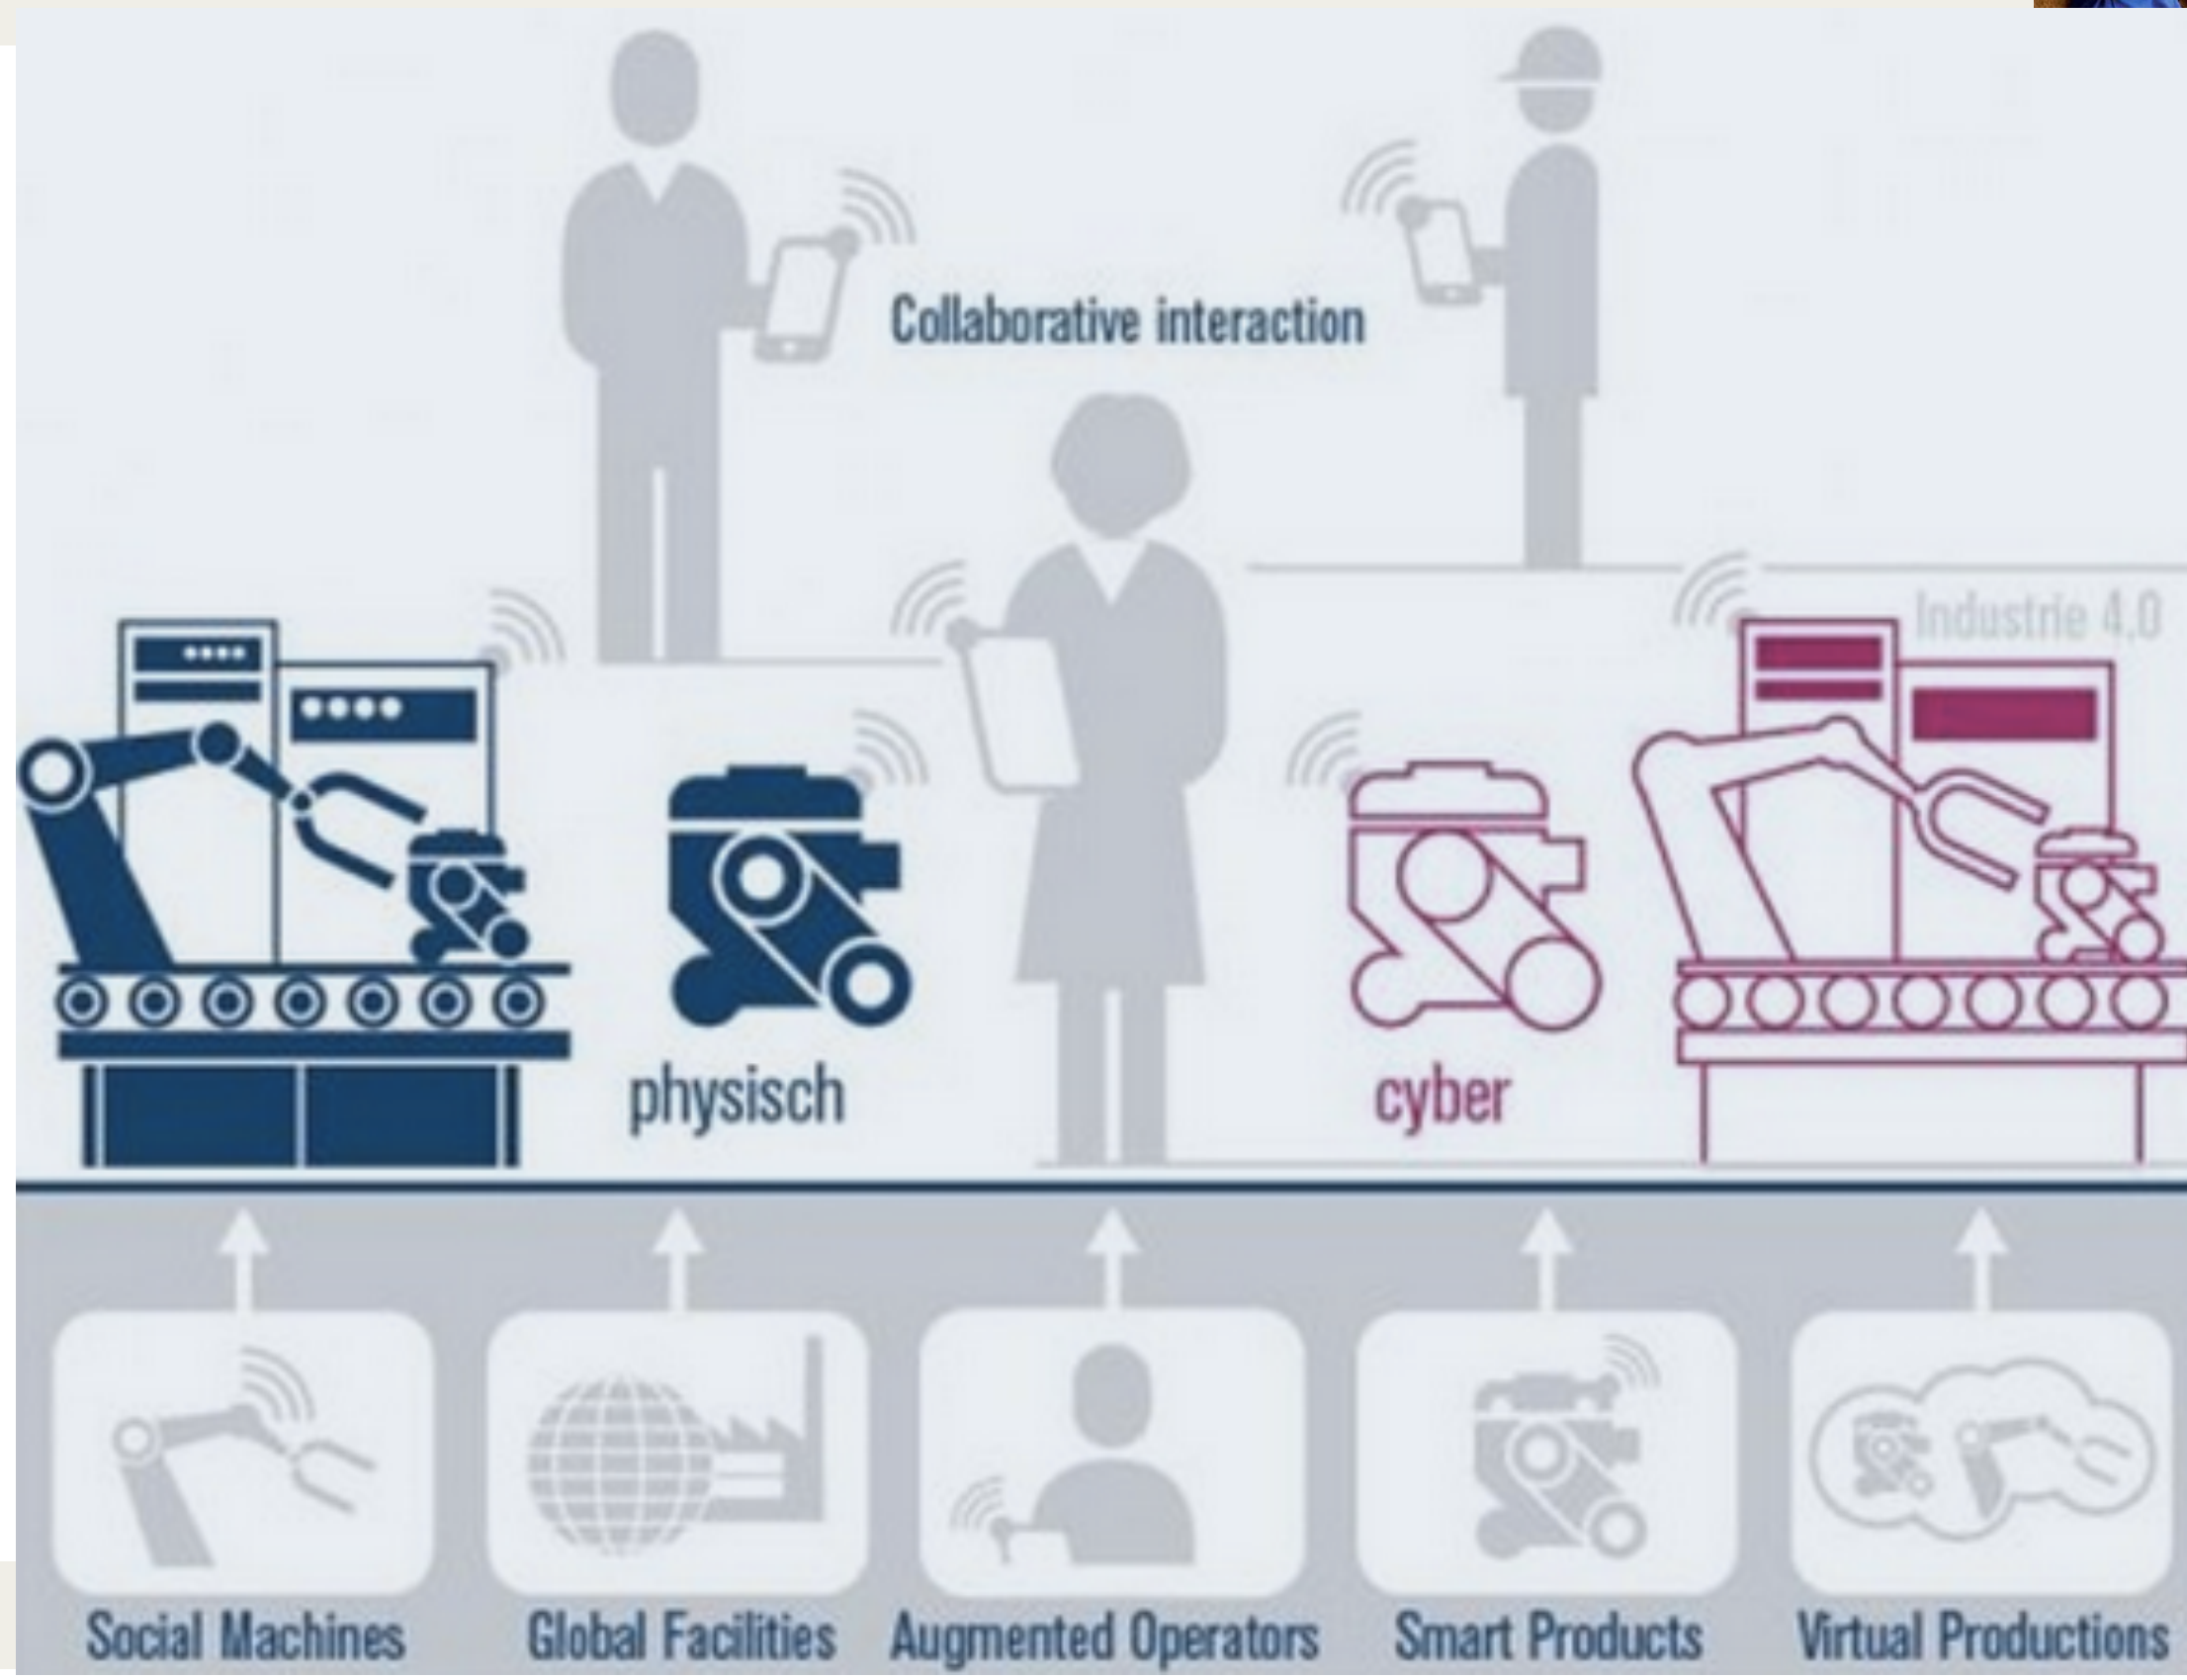 Collaborative interaction
Industrie 4.0
physisch
cyber
Social Machines
Global Facilities
Augmented Operators
Smart Products
Virtual Productions